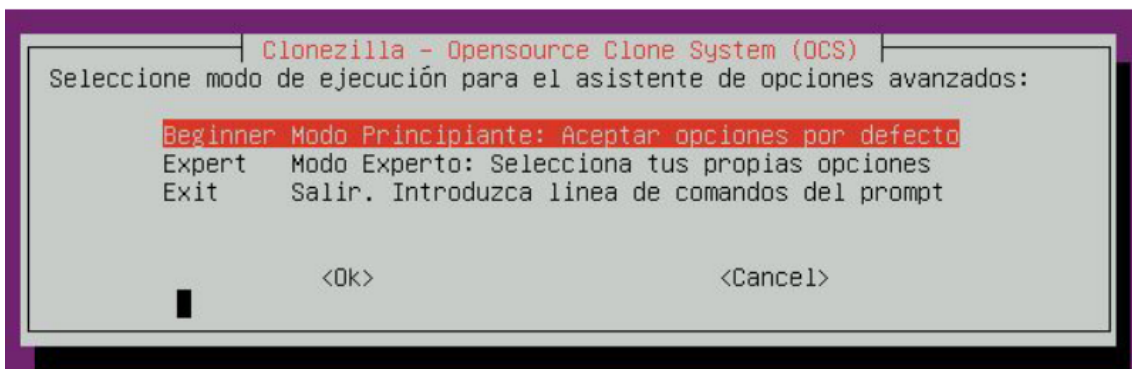 Clonezilla - Opensource Clone System (OCS)
Seleccione modo de ejecución para el asistente de opciones avanzados:
Beginner Modo Principiante: Aceptar opciones por defecto
Expert Modo Experto: Selecciona tus propias opciones
Exit Salir. Introduzca linea de comandos del prompt
<Ok> <Cancel>